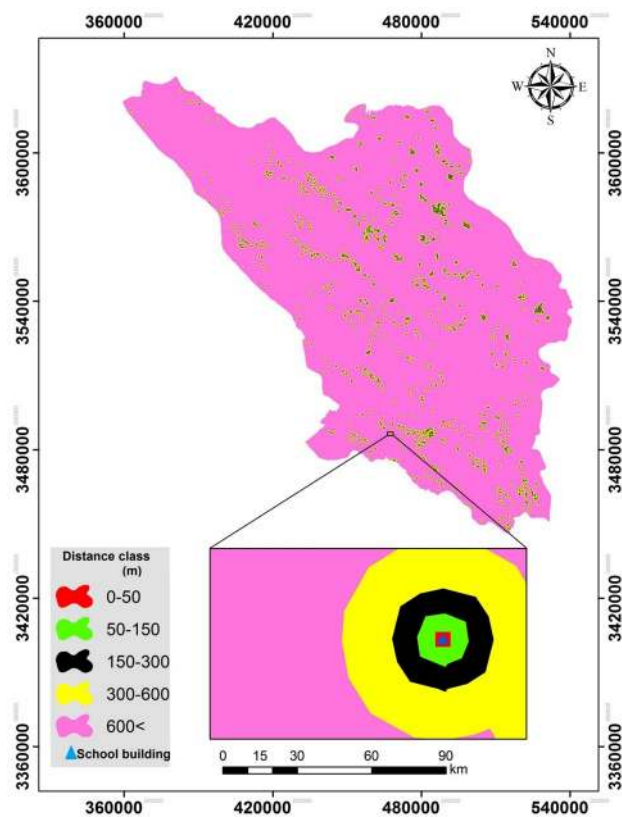 360000 420000 480000 540000
N
W E
S
3600000 3600000
3540000 3540000
3480000 3480000
3420000 3420000
3360000 3360000
Distance class
(m)
0-50
50-150
150-300
300-600
600<
School building
0 15 30 60 90
km
360000 420000 480000 540000